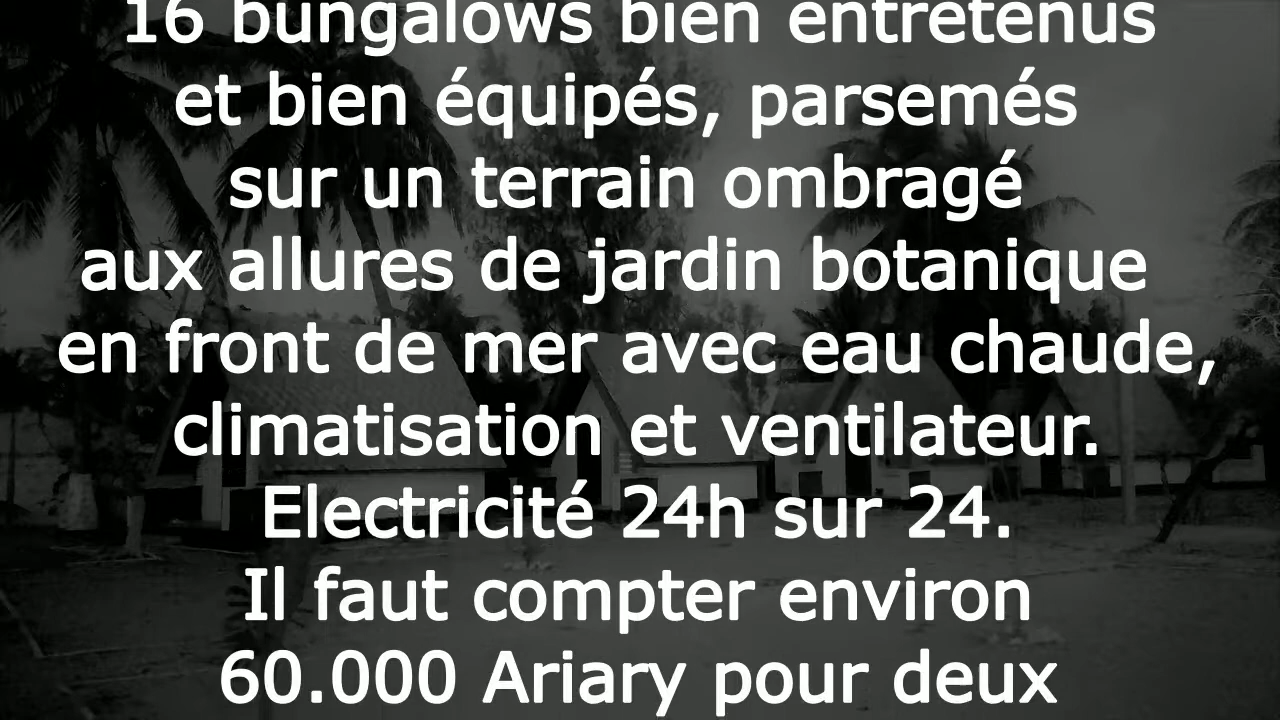 16 bungalows bien entretenus
et bien équipés, parsemés
sur un terrain ombragé
aux allures de jardin botanique
en front de mer avec eau chaude,
climatisation et ventilateur.
Electricité 24h sur 24.
Il faut compter environ
60.000 Ariary pour deux